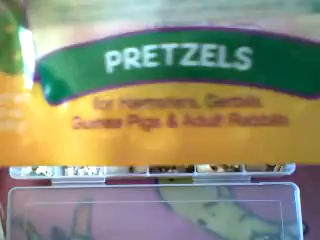 PRETZELS
for Hamsters, Gerbils,
Guinea Pigs & Adult Rabbits